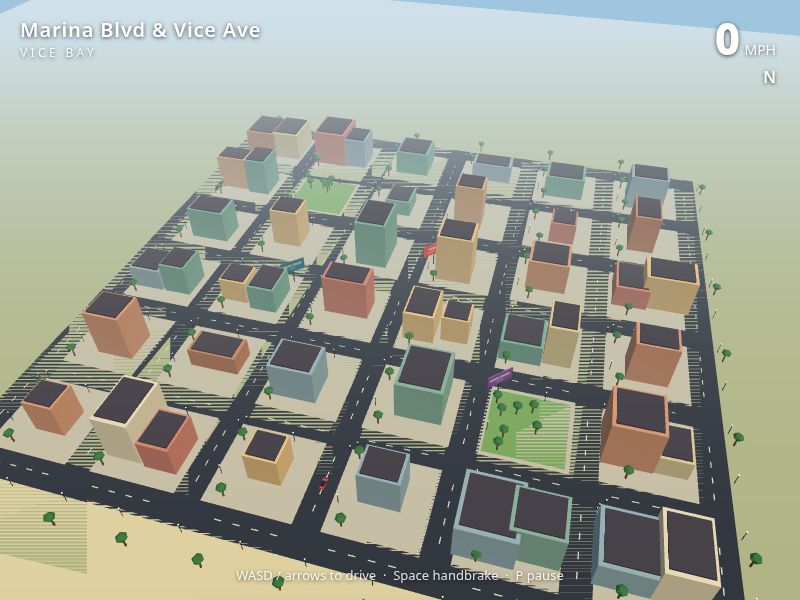 Marina Blvd & Vice Ave
VICE BAY
0 MPH
N
WASD / arrows to drive · Space handbrake · P pause